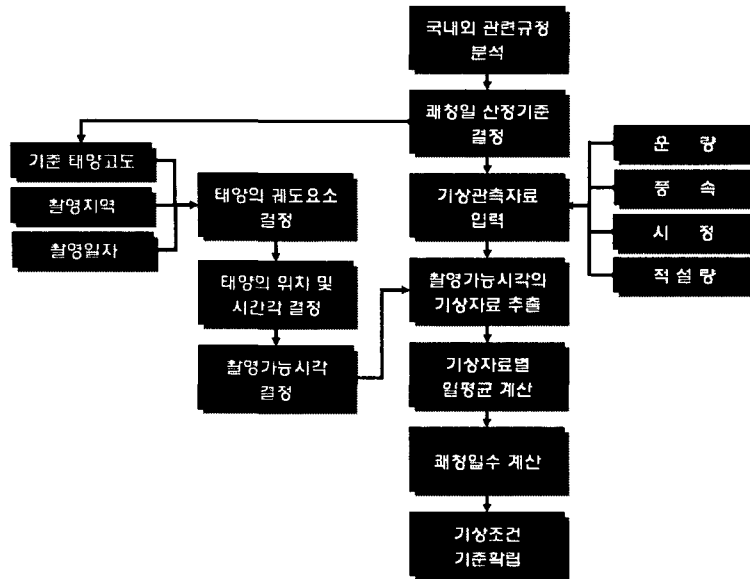 국내외 관련규정
분석
쾌청일 산정기준
결정
기준 태양고도
촬영지역
촬영일자
태양의 궤도요소
결정
태양의 위치 및
시간각 결정
촬영가능시각
결정
기상관측자료
입력
운 량
풍 속
시 정
적 설 량
촬영가능시각의
기상자료 추출
기상자료별
일평균 계산
쾌청일수 계산
기상조건
기준확립